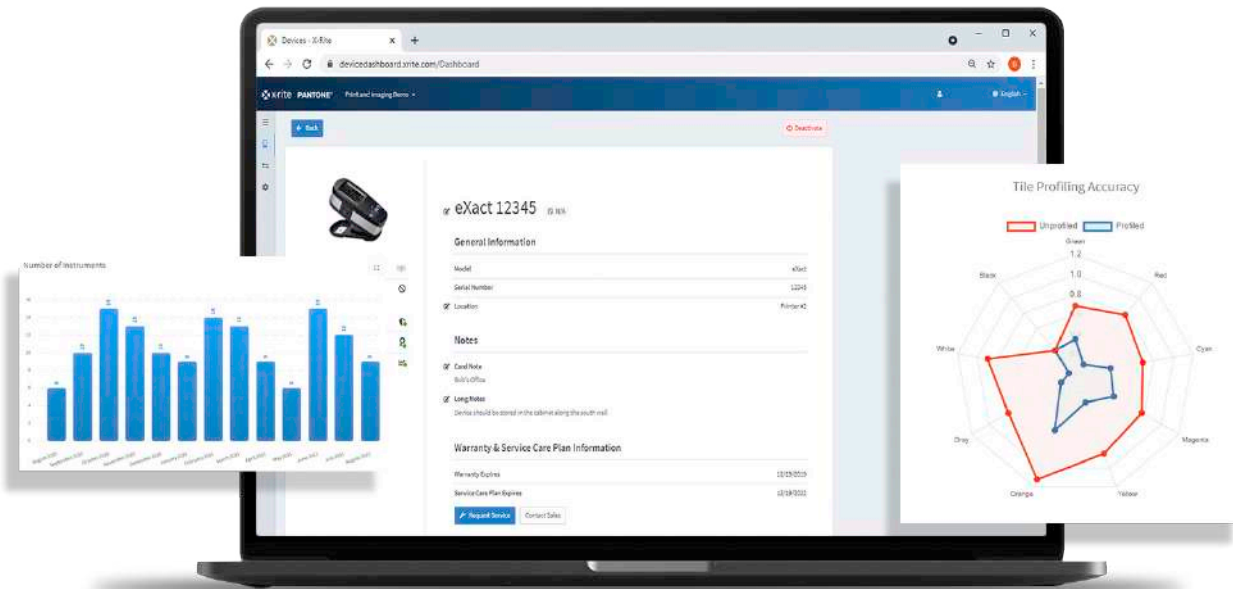 Devices - X-Rite
devicedashboard.xrite.com/Dashboard
x·rite PANTONE® Print and Imaging Demo
English
Back
Deactivate
eXact 12345
N/A
General Information
Model eXact
Serial Number 12345
Location Printer #2
Notes
Card Note
Bob's Office
Long Notes
Device should be stored in the cabinet along the south wall.
Warranty & Service Care Plan Information
Warranty Expires
Service Care Plan Expires
Request Service Contact Sales
Number of Instruments
Tile Profiling Accuracy
Unprofiled Profiled
Green
1.2
1.0
0.8
Black Red
White Cyan
Gray Magenta
Orange Yellow